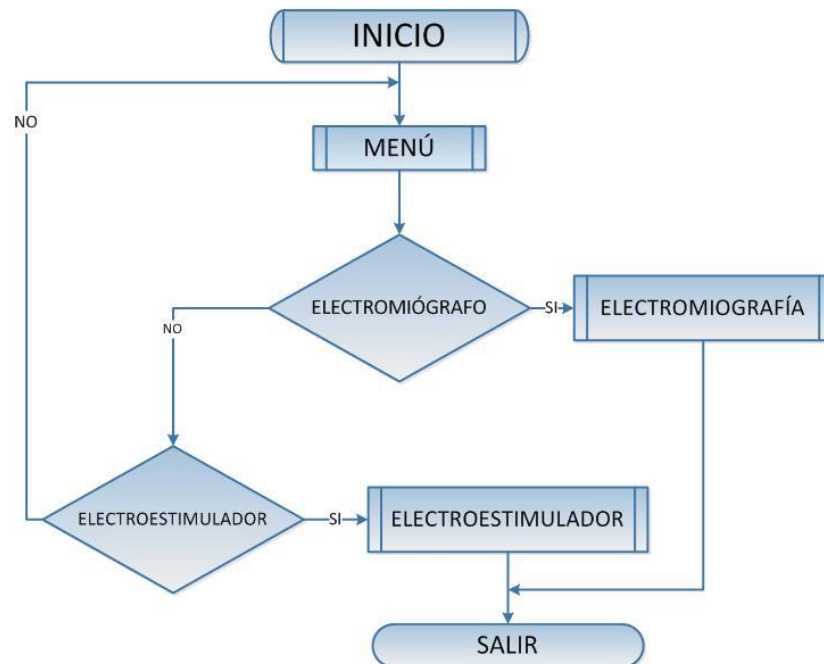 INICIO
NO
MENÚ
ELECTROMIÓGRAFO
SI
ELECTROMIOGRAFÍA
NO
ELECTROESTIMULADOR
SI
ELECTROESTIMULADOR
SALIR